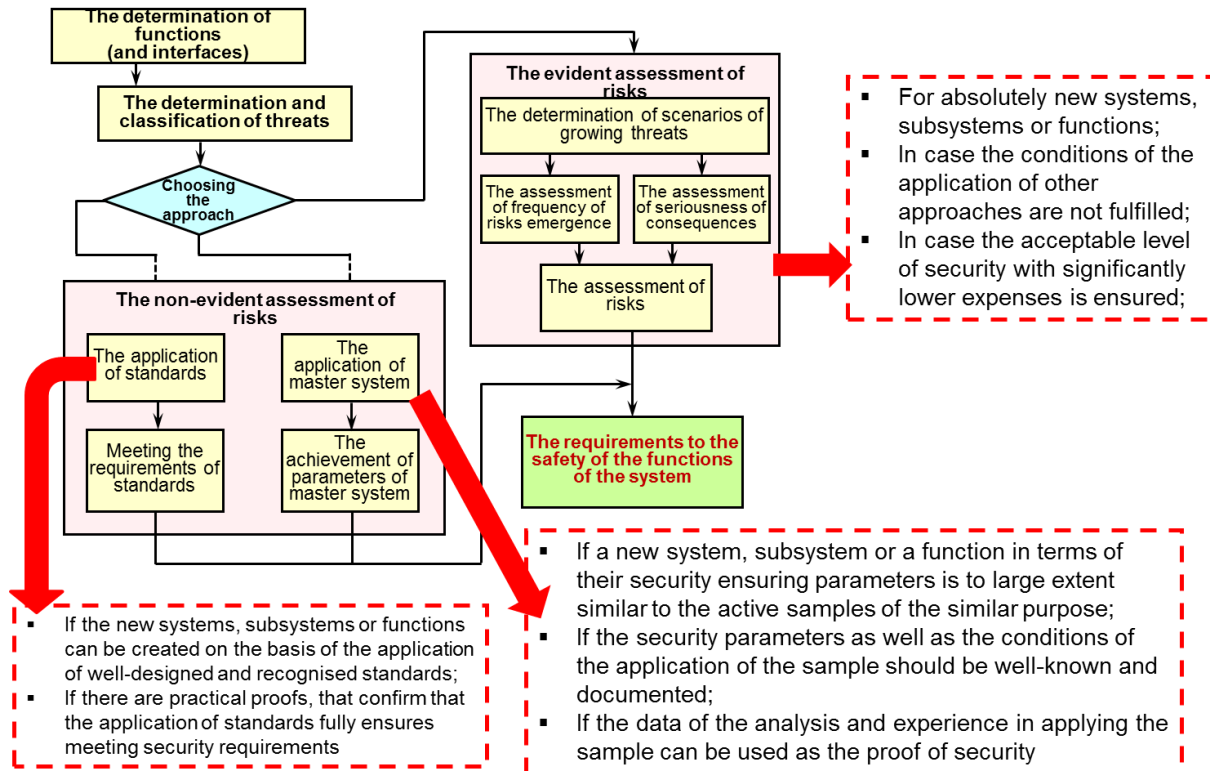 The determination of
functions
(and interfaces)
The determination and
classification of threats
Choosing
the
approach
The evident assessment of
risks
The determination of scenarios of
growing threats
The assessment
of frequency of
risks emergence
The assessment
of seriousness of
consequences
The assessment of
risks
▪ For absolutely new systems,
subsystems or functions;
▪ In case the conditions of the
application of other
approaches are not fulfilled;
▪ In case the acceptable level
of security with significantly
lower expenses is ensured;
The non-evident assessment of
risks
The application
of standards
The
application of
master system
Meeting the
requirements of
standards
The
achievement of
parameters of
master system
The requirements to the
safety of the functions
of the system
▪ If the new systems, subsystems or functions
can be created on the basis of the application
of well-designed and recognised standards;
▪ If there are practical proofs, that confirm that
the application of standards fully ensures
meeting security requirements
▪ If a new system, subsystem or a function in terms of
their security ensuring parameters is to large extent
similar to the active samples of the similar purpose;
▪ If the security parameters as well as the conditions of
the application of the sample should be well-known and
documented;
▪ If the data of the analysis and experience in applying the
sample can be used as the proof of security